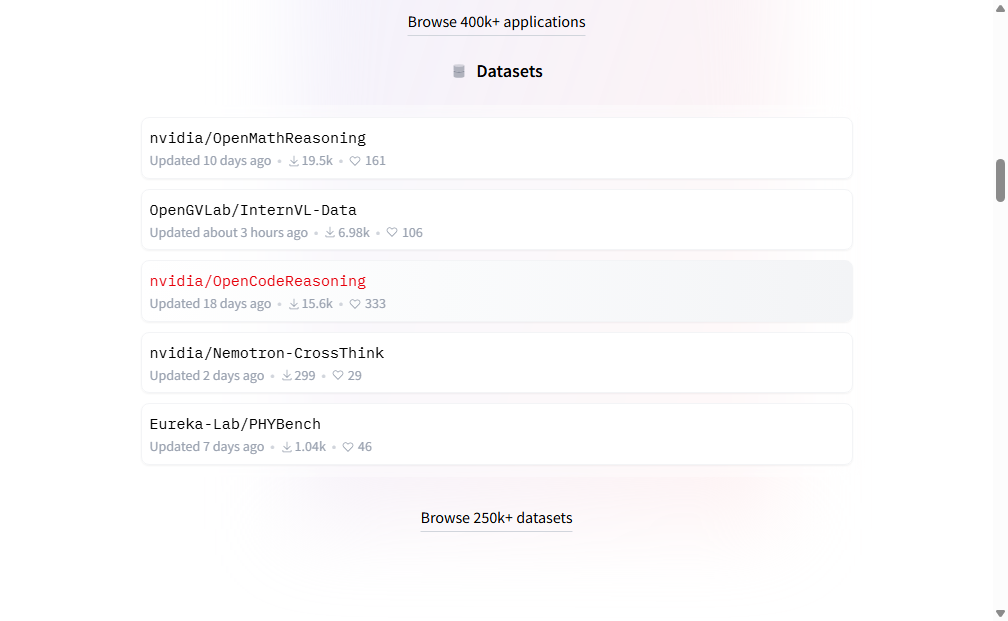 Browse 400k+ applications
Datasets
nvidia/OpenMathReasoning
Updated 10 days ago • 19.5k • 161
OpenGVLab/InternVL-Data
Updated about 3 hours ago • 6.98k • 106
nvidia/OpenCodeReasoning
Updated 18 days ago • 15.6k • 333
nvidia/Nemotron-CrossThink
Updated 2 days ago • 299 • 29
Eureka-Lab/PHYBench
Updated 7 days ago • 1.04k • 46
Browse 250k+ datasets